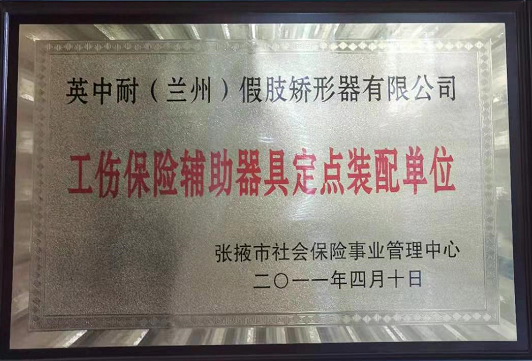 英中耐（兰州）假肢矫形器有限公司
工伤保险辅助器具定点装配单位
张掖市社会保险事业管理中心
二〇一一年四月十日